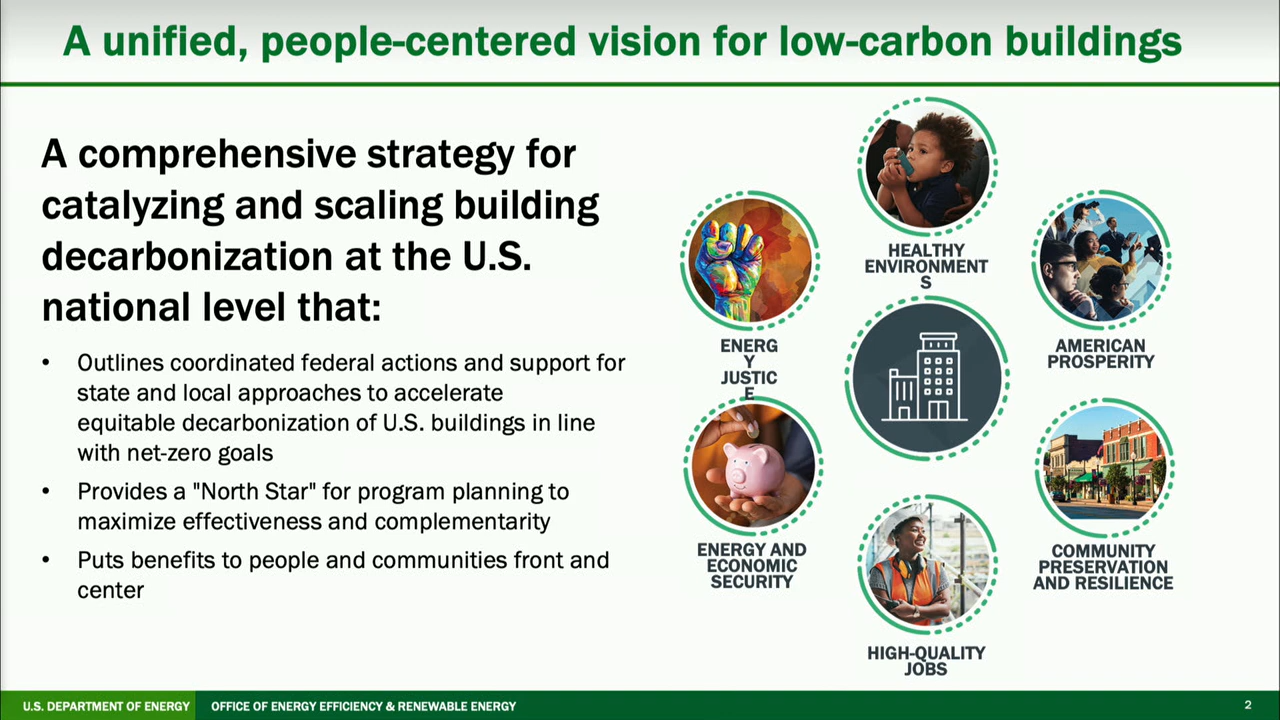 A unified, people-centered vision for low-carbon buildings
A comprehensive strategy for
catalyzing and scaling building
decarbonization at the U.S.
national level that:
• Outlines coordinated federal actions and support for
state and local approaches to accelerate
equitable decarbonization of U.S. buildings in line
with net-zero goals
• Provides a "North Star" for program planning to
maximize effectiveness and complementarity
• Puts benefits to people and communities front and
center
HEALTHY
ENVIRONMENT
S
ENERG
Y
JUSTIC
E
AMERICAN
PROSPERITY
ENERGY AND
ECONOMIC
SECURITY
COMMUNITY
PRESERVATION
AND RESILIENCE
HIGH-QUALITY
JOBS
U.S. DEPARTMENT OF ENERGY OFFICE OF ENERGY EFFICIENCY & RENEWABLE ENERGY 2